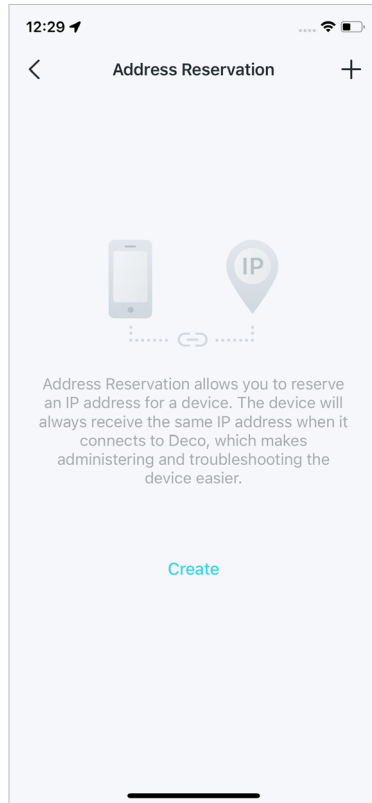 12:29
Address Reservation
IP
Address Reservation allows you to reserve
an IP address for a device. The device will
always receive the same IP address when it
connects to Deco, which makes
administering and troubleshooting the
device easier.
Create